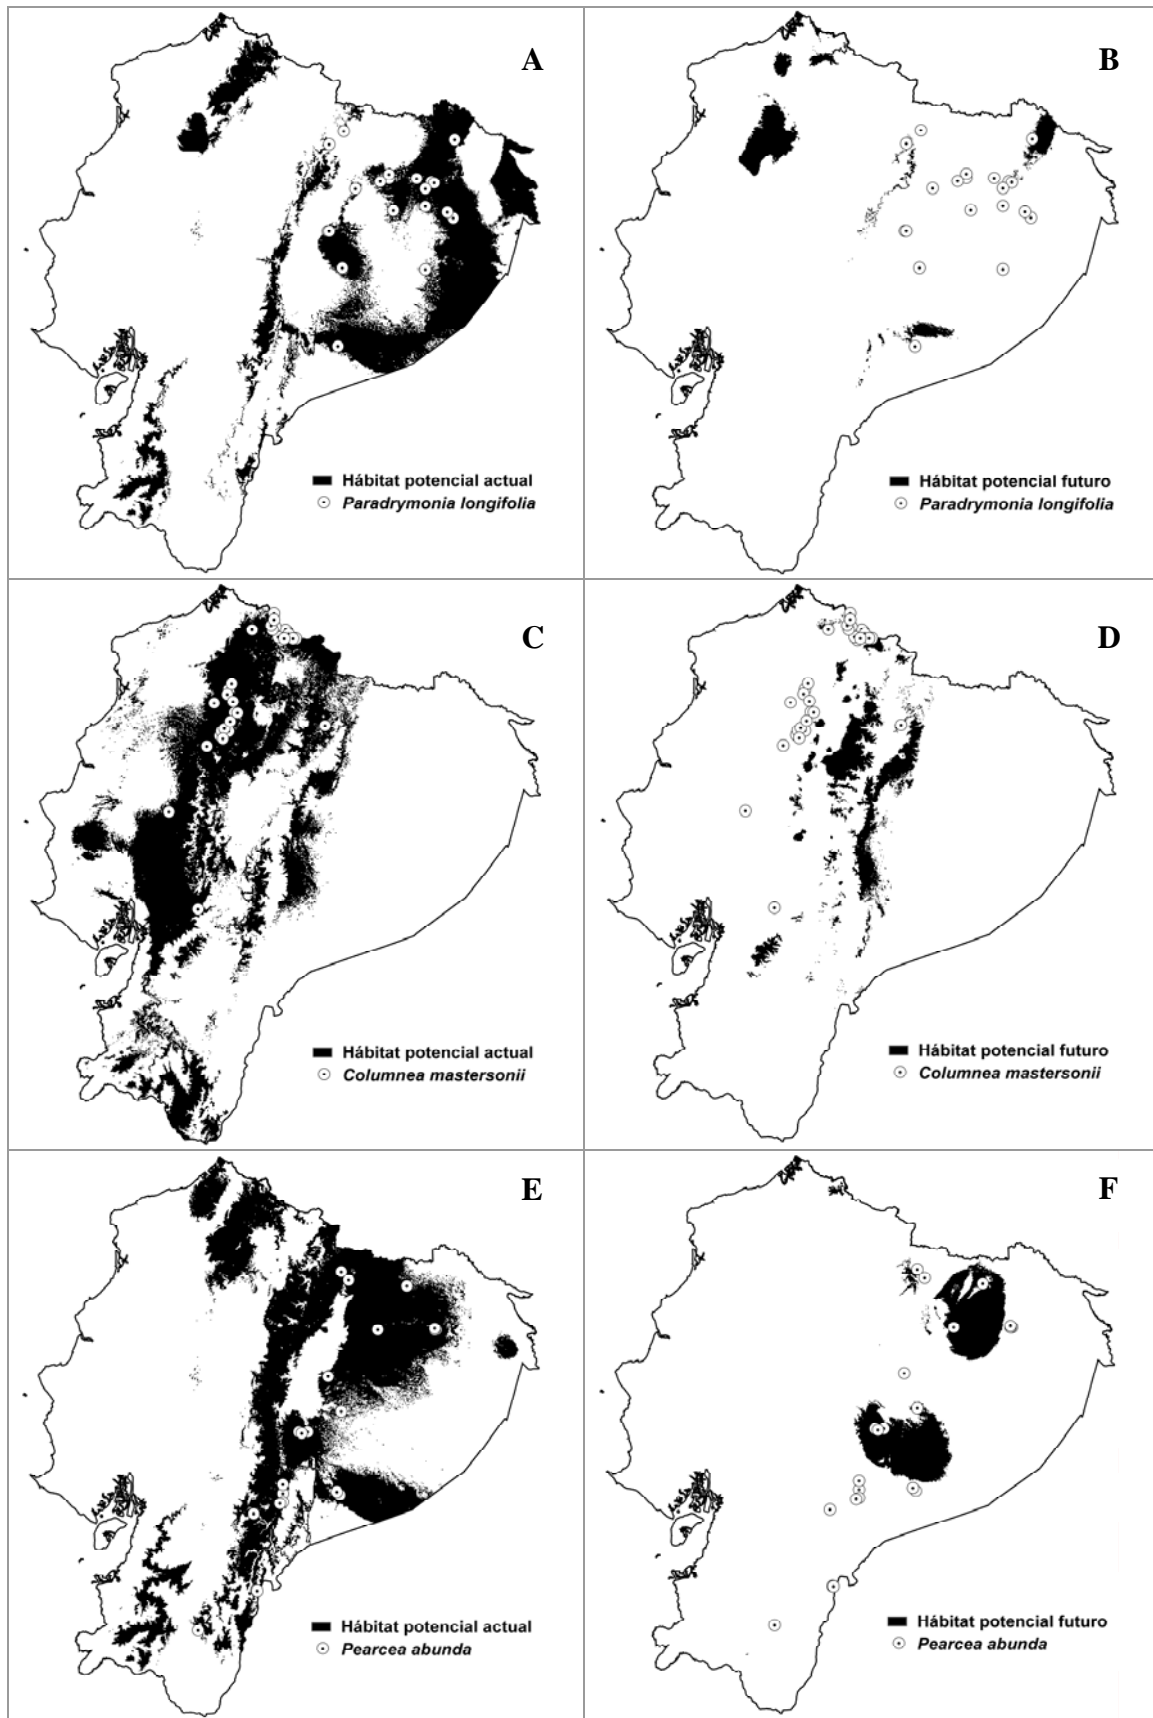 A
Hábitat potencial actual
Paradrymonia longifolia
B
Hábitat potencial futuro
Paradrymonia longifolia
C
Hábitat potencial actual
Columnea mastersonii
D
Hábitat potencial futuro
Columnea mastersonii
E
Hábitat potencial actual
Pearcea abunda
F
Hábitat potencial futuro
Pearcea abunda